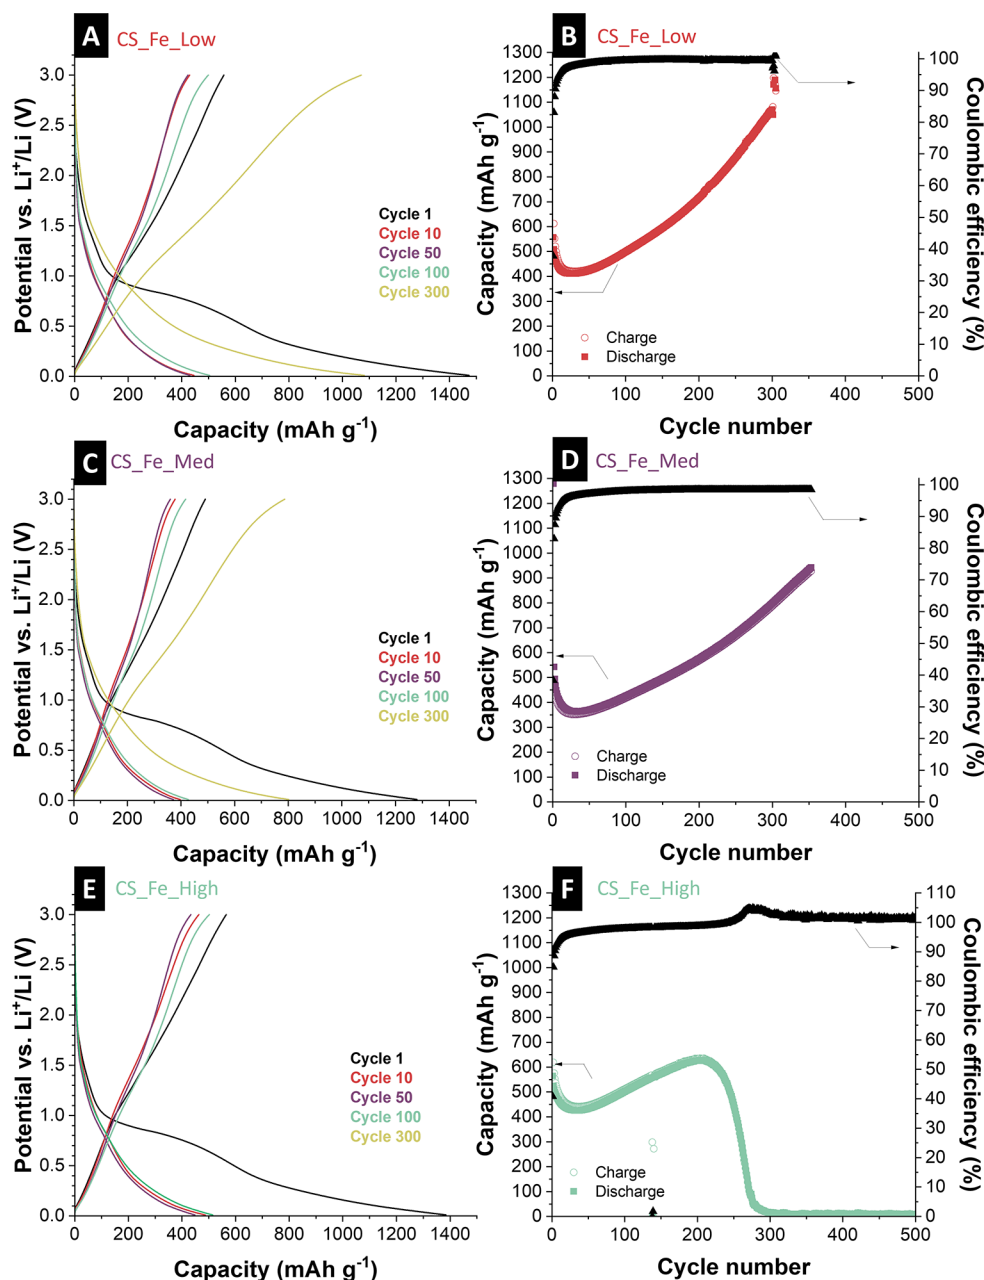 A
CS_Fe_Low
Potential vs. Li+/Li (V)
3.0
2.5
2.0
1.5
1.0
0.5
0.0
Cycle 1
Cycle 10
Cycle 50
Cycle 100
Cycle 300
0 200 400 600 800 1000 1200 1400
Capacity (mAh g-1)
B
CS_Fe_Low
Capacity (mAh g-1)
1300
1200
1100
1000
900
800
700
600
500
400
300
200
100
0
Charge
Discharge
100
90
80
70
60
50
40
30
20
10
0
Coulombic efficiency (%)
0 100 200 300 400 500
Cycle number
C
CS_Fe_Med
Potential vs. Li+/Li (V)
3.0
2.5
2.0
1.5
1.0
0.5
0.0
Cycle 1
Cycle 10
Cycle 50
Cycle 100
Cycle 300
0 200 400 600 800 1000 1200 1400
Capacity (mAh g-1)
D
CS_Fe_Med
Capacity (mAh g-1)
1300
1200
1100
1000
900
800
700
600
500
400
300
200
100
0
Charge
Discharge
100
90
80
70
60
50
40
30
20
10
0
Coulombic efficiency (%)
0 100 200 300 400 500
Cycle number
E
CS_Fe_High
Potential vs. Li+/Li (V)
3.0
2.5
2.0
1.5
1.0
0.5
0.0
Cycle 1
Cycle 10
Cycle 50
Cycle 100
Cycle 300
0 200 400 600 800 1000 1200 1400
Capacity (mAh g-1)
F
CS_Fe_High
Capacity (mAh g-1)
1300
1200
1100
1000
900
800
700
600
500
400
300
200
100
0
Charge
Discharge
110
100
90
80
70
60
50
40
30
20
10
0
Coulombic efficiency (%)
0 100 200 300 400 500
Cycle number